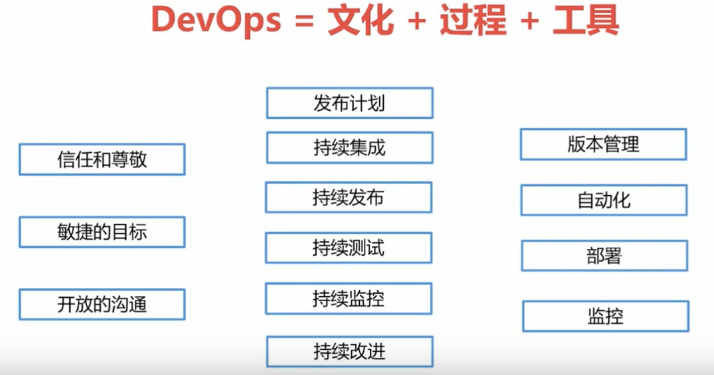 DevOps = 文化 + 过程 + 工具
信任和尊敬
敏捷的目标
开放的沟通
发布计划
持续集成
持续发布
持续测试
持续监控
持续改进
版本管理
自动化
部署
监控